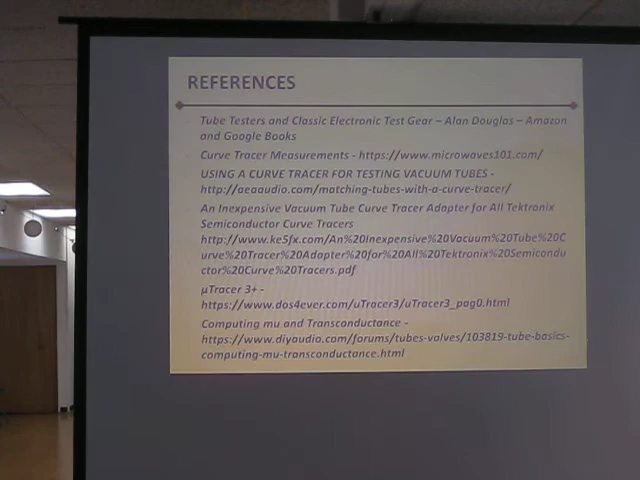 REFERENCES
Tube Testers and Classic Electronic Test Gear – Alan Douglas – Amazon
and Google Books
Curve Tracer Measurements - https://www.microwaves101.com/
USING A CURVE TRACER FOR TESTING VACUUM TUBES -
http://aeaaudio.com/matching-tubes-with-a-curve-tracer/
An Inexpensive Vacuum Tube Curve Tracer Adapter for All Tektronix
Semiconductor Curve Tracers
http://www.ke5fx.com/An%20Inexpensive%20Vacuum%20Tube%20C
urve%20Tracer%20Adapter%20for%20All%20Tektronix%20Semicondu
ctor%20Curve%20Tracers.pdf
µTracer 3+ -
https://www.dos4ever.com/uTracer3/uTracer3_pag0.html
Computing mu and Transconductance -
https://www.diyaudio.com/forums/tubes-valves/103819-tube-basics-
computing-mu-transconductance.html